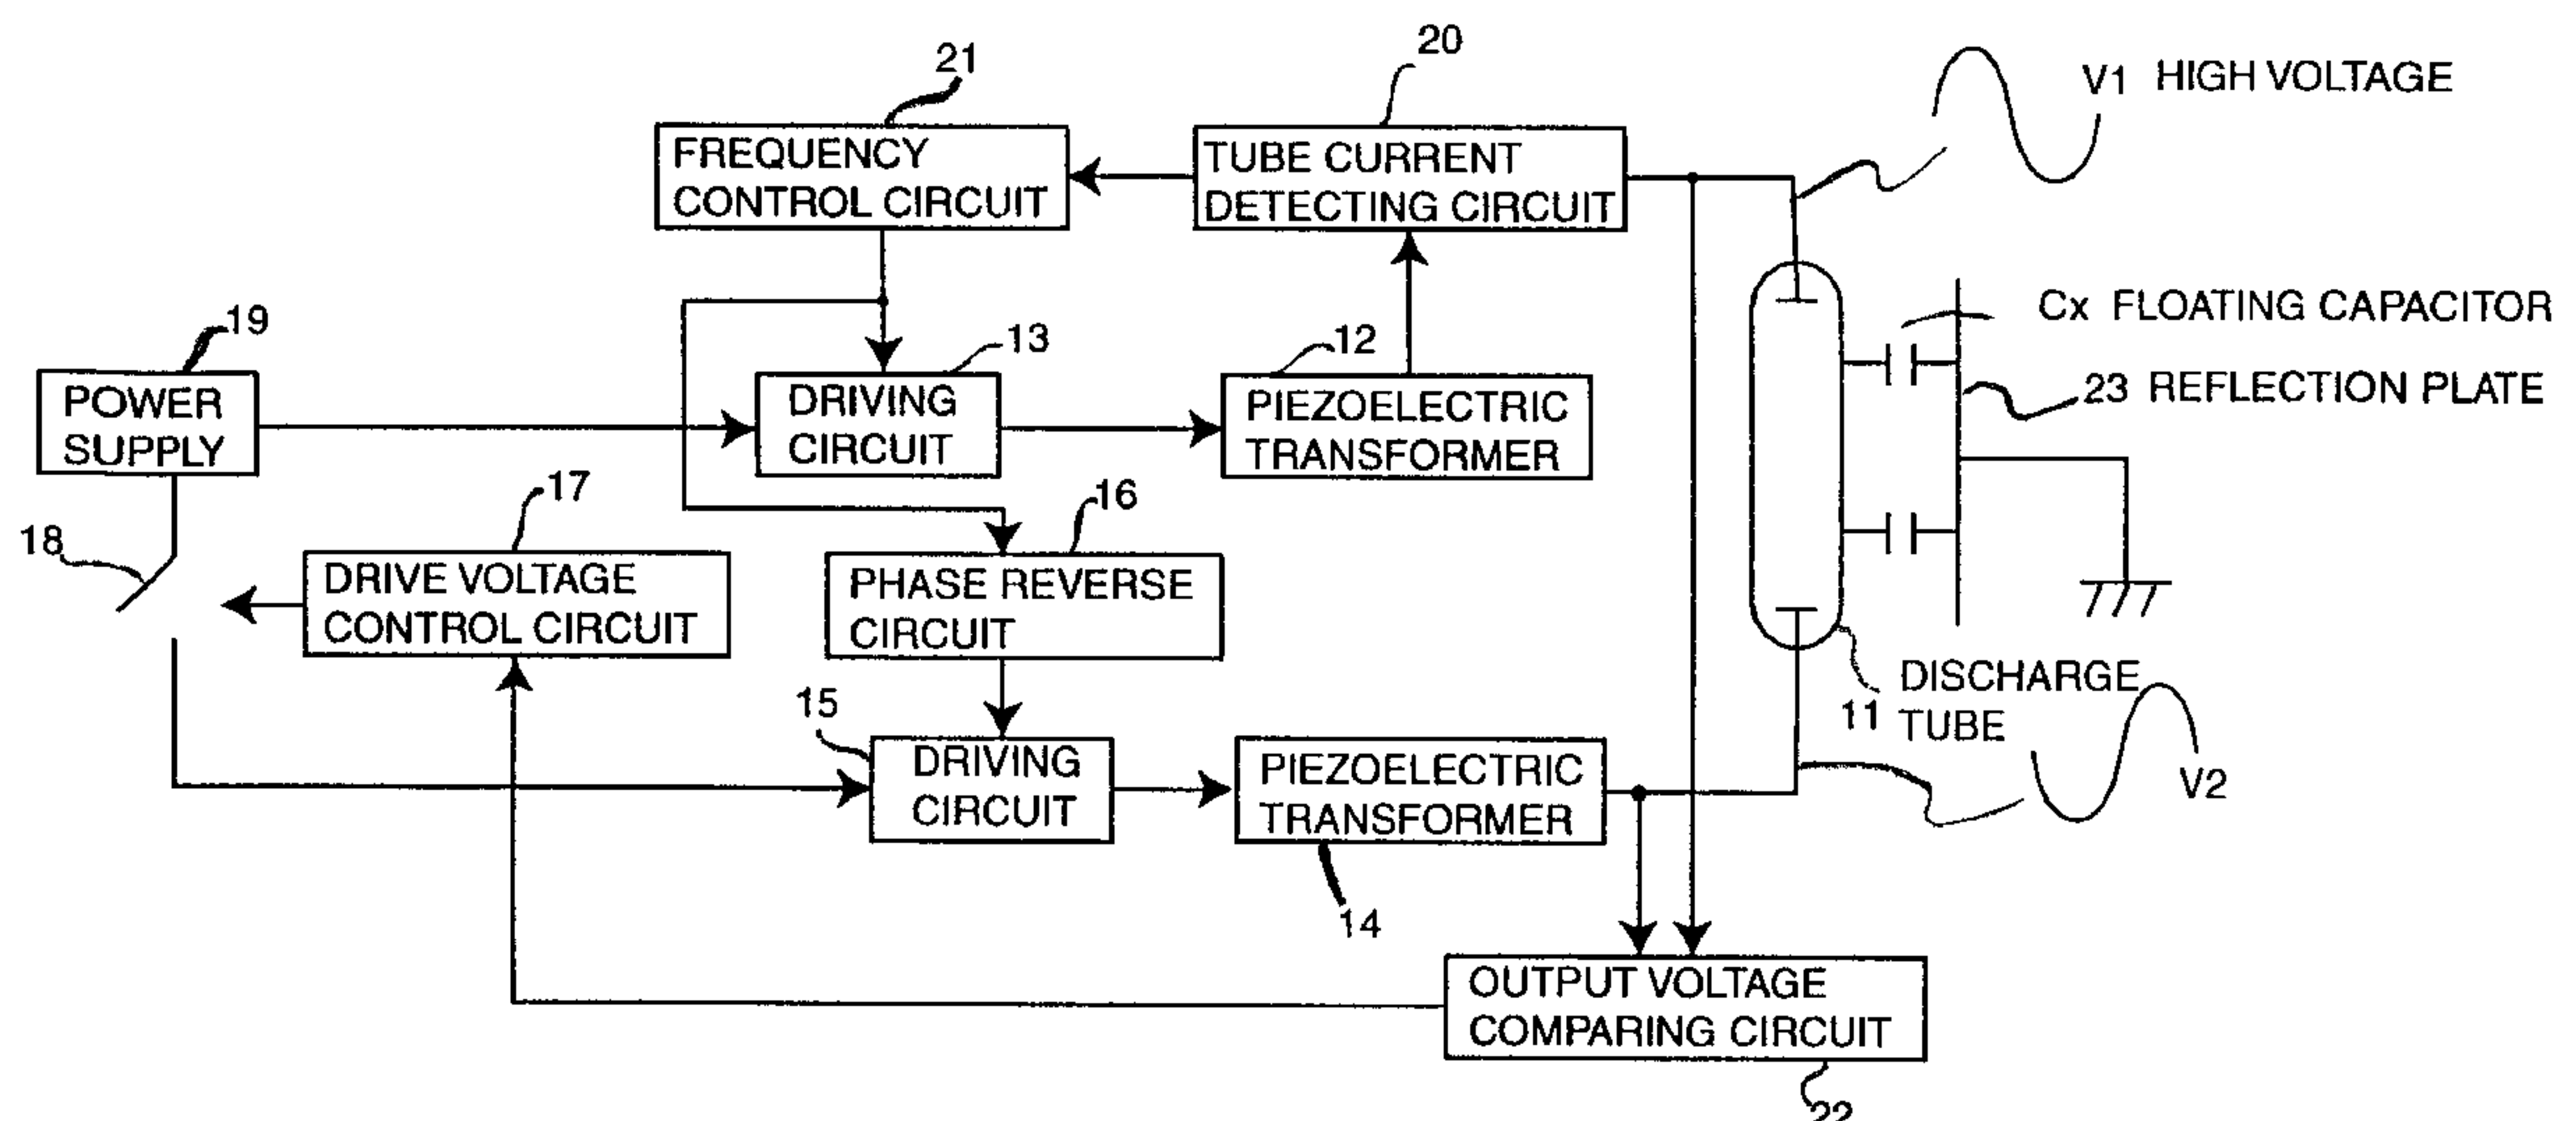 21
20
V1 HIGH VOLTAGE
FREQUENCY
CONTROL CIRCUIT
TUBE CURRENT
DETECTING CIRCUIT
19
13
12
Cx FLOATING CAPACITOR
POWER
SUPPLY
DRIVING
CIRCUIT
PIEZOELECTRIC
TRANSFORMER
23 REFLECTION PLATE
17
16
18
DRIVE VOLTAGE
CONTROL CIRCUIT
PHASE REVERSE
CIRCUIT
15
11 DISCHARGE
TUBE
DRIVING
CIRCUIT
PIEZOELECTRIC
TRANSFORMER
V2
14
OUTPUT VOLTAGE
COMPARING CIRCUIT
22